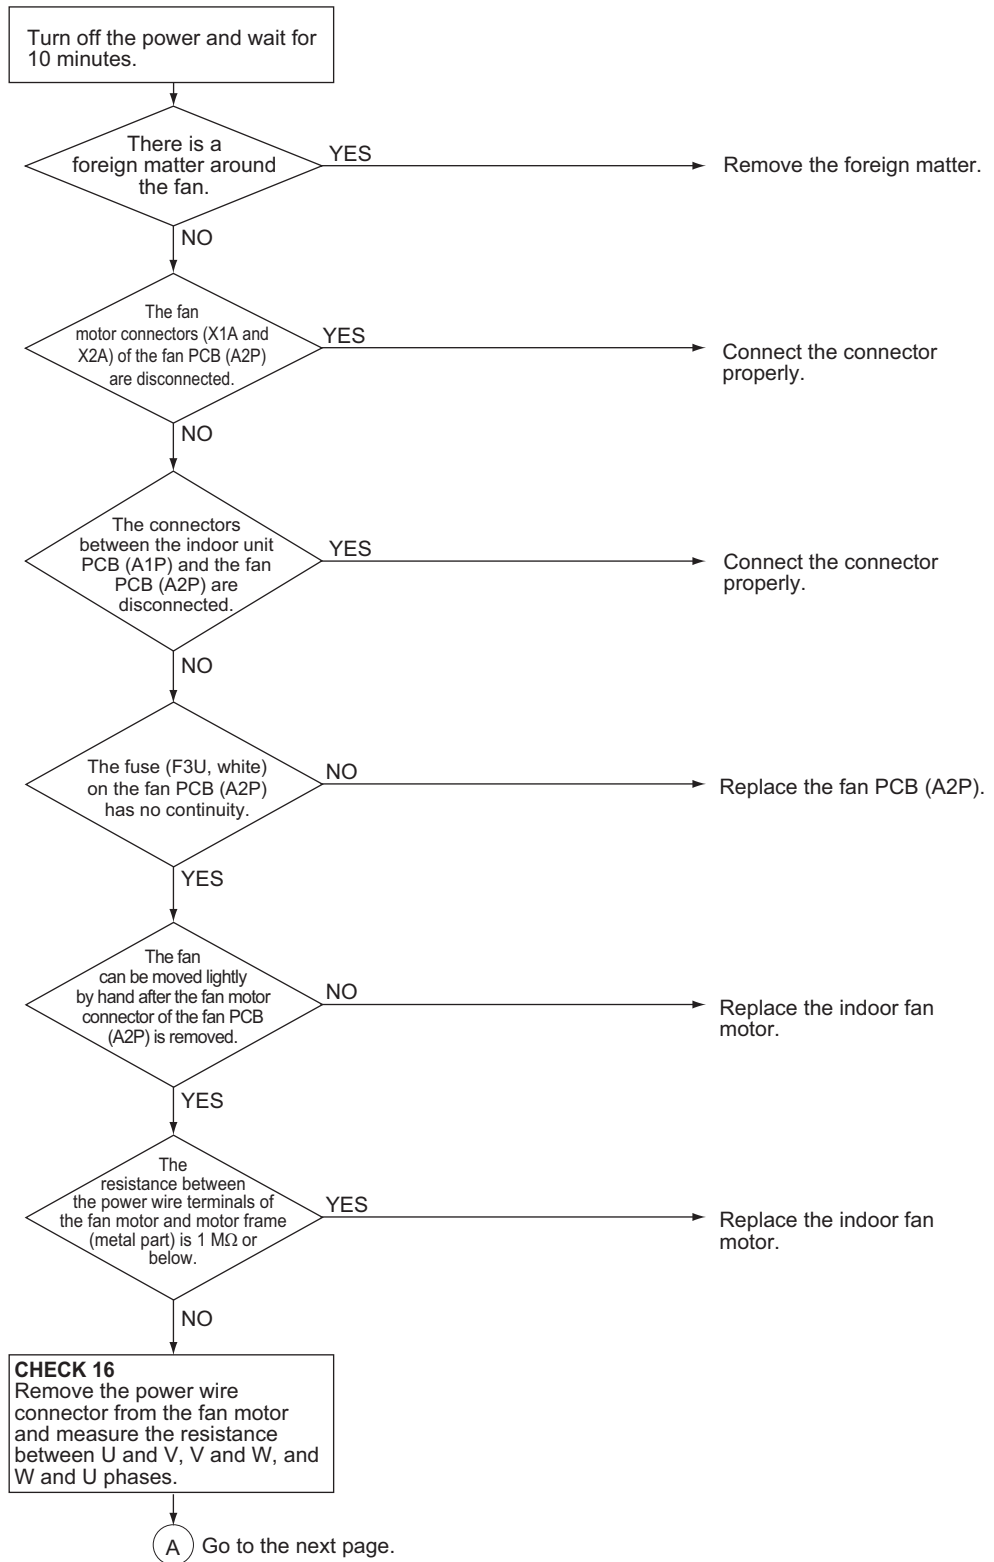 Turn off the power and wait for
10 minutes.
There is a
foreign matter around
the fan.
YES
Remove the foreign matter.
NO
The fan
motor connectors (X1A and
X2A) of the fan PCB (A2P)
are disconnected.
YES
Connect the connector
properly.
NO
The connectors
between the indoor unit
PCB (A1P) and the fan
PCB (A2P) are
disconnected.
YES
Connect the connector
properly.
NO
The fuse (F3U, white)
on the fan PCB (A2P)
has no continuity.
NO
Replace the fan PCB (A2P).
YES
The fan
can be moved lightly
by hand after the fan motor
connector of the fan PCB
(A2P) is removed.
NO
Replace the indoor fan
motor.
YES
The
resistance between
the power wire terminals of
the fan motor and motor frame
(metal part) is 1 MΩ or
below.
YES
Replace the indoor fan
motor.
NO
CHECK 16
Remove the power wire
connector from the fan motor
and measure the resistance
between U and V, V and W, and
W and U phases.
A Go to the next page.